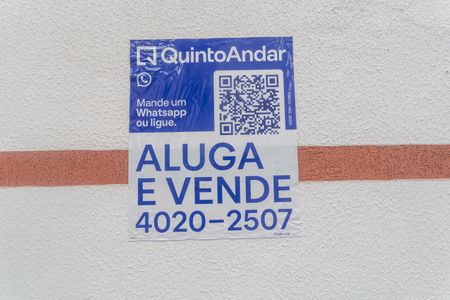 QuintoAndar
Mande um
Whatsapp
ou ligue.
ALUGA
E VENDE
4020-2507